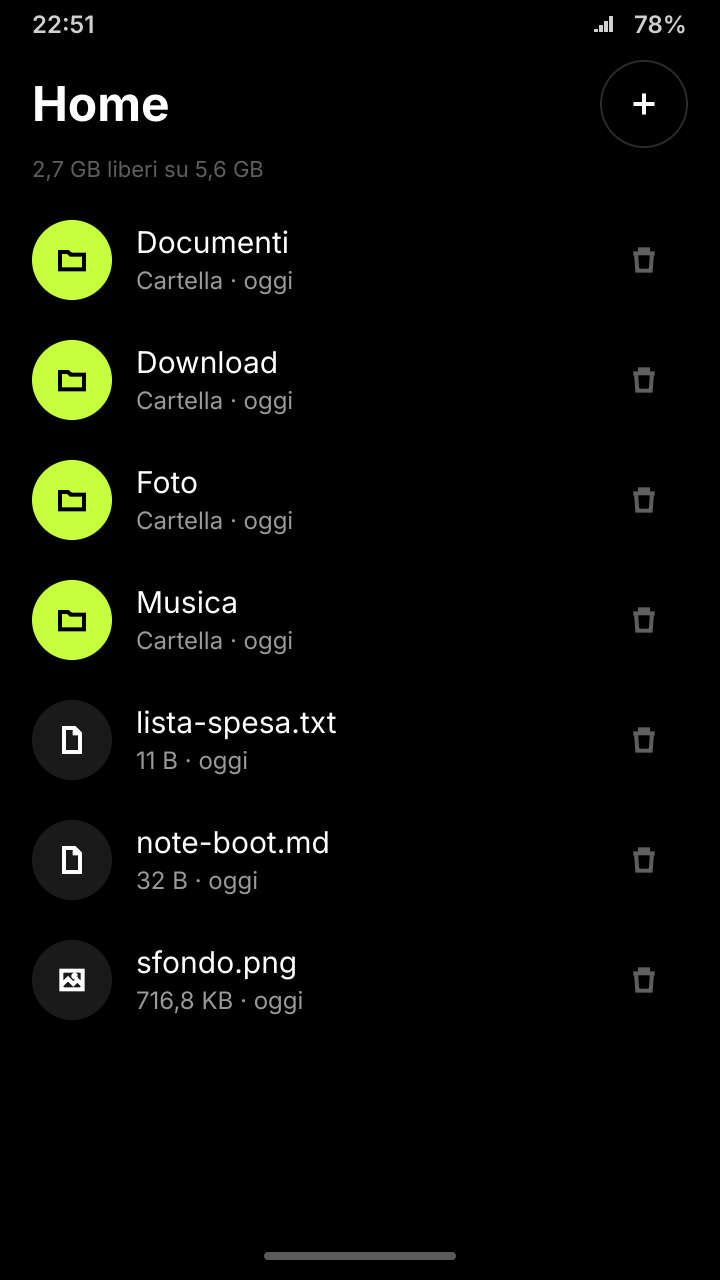 22:51
78%
Home
2,7 GB liberi su 5,6 GB
Documenti
Cartella · oggi
Download
Cartella · oggi
Foto
Cartella · oggi
Musica
Cartella · oggi
lista-spesa.txt
11 B · oggi
note-boot.md
32 B · oggi
sfondo.png
716,8 KB · oggi